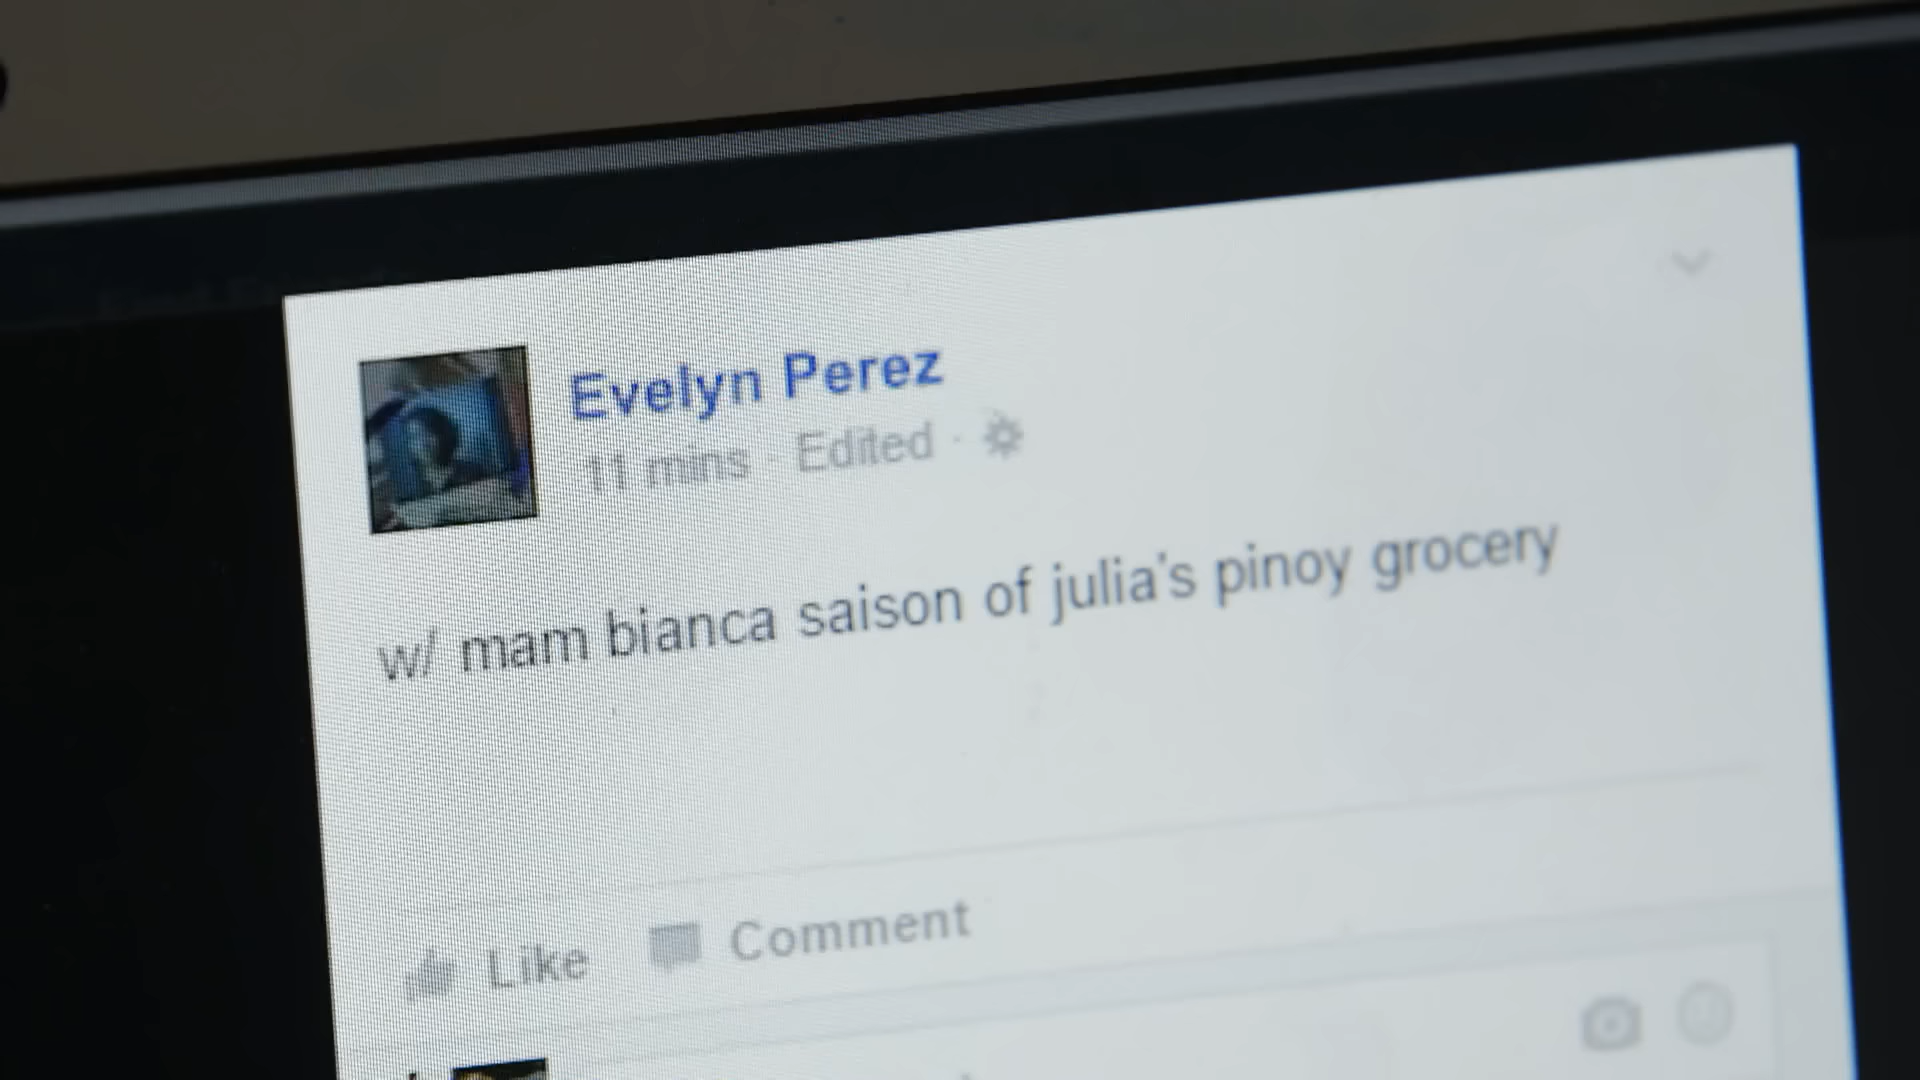 Evelyn Perez
11 mins · Edited ·
w/ mam bianca saison of julia's pinoy grocery
Like Comment